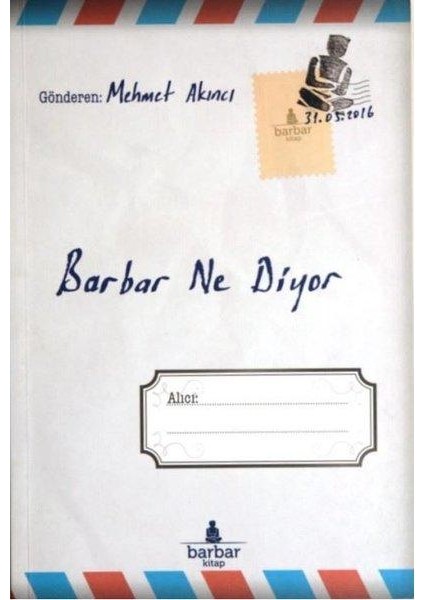 Gönderen: Mehmet Akıncı
31.05.2016
barbar
kitap
Barbar Ne Diyor
Alıcı:
barbar
kitap